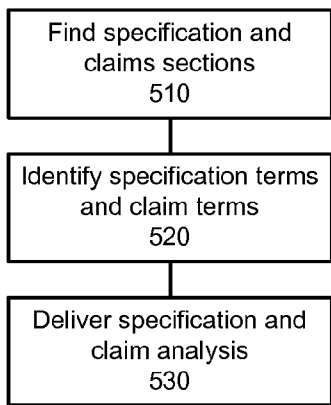 Find specification and
claims sections
510
Identify specification terms
and claim terms
520
Deliver specification and
claim analysis
530